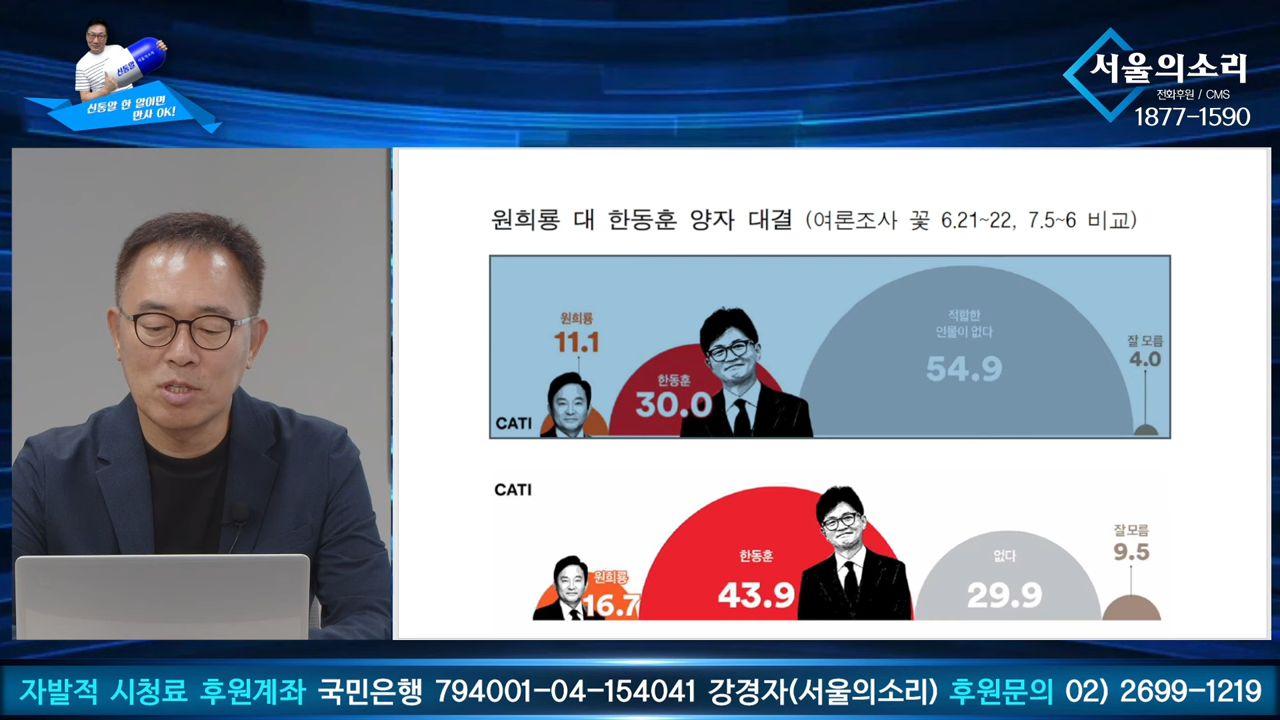 신통알
신통알 한 알이면
만사 OK!
서울의소리
전화후원 / CMS
1877-1590
원희룡 대 한동훈 양자 대결 (여론조사 꽃 6.21~22, 7.5~6 비교)
원희룡
11.1
한동훈
30.0
적합한
인물이 없다
54.9
잘 모름
4.0
CATI
CATI
원희룡
16.7
한동훈
43.9
없다
29.9
잘 모름
9.5
자발적 시청료 후원계좌 국민은행 794001-04-154041 강경자(서울의소리) 후원문의 02) 2699-1219